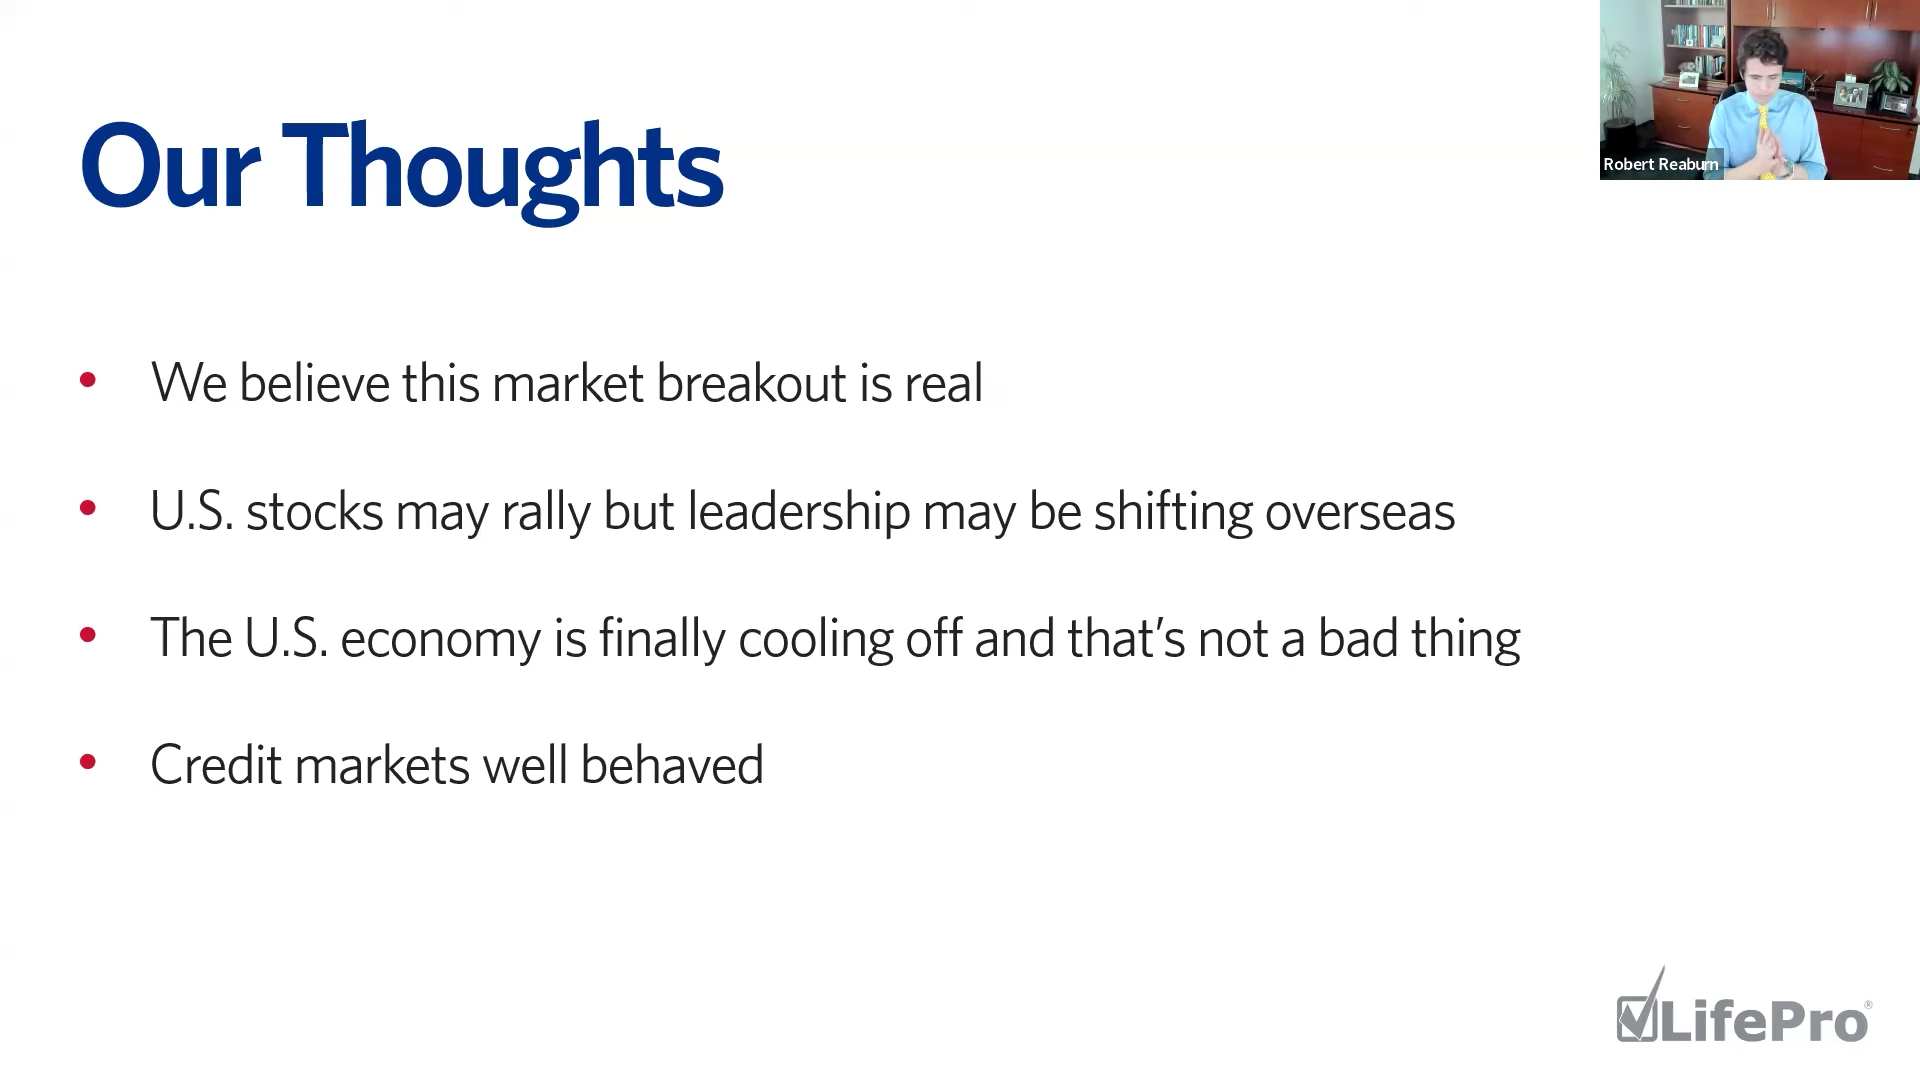 Our Thoughts
Robert Reaburn
• We believe this market breakout is real
• U.S. stocks may rally but leadership may be shifting overseas
• The U.S. economy is finally cooling off and that's not a bad thing
• Credit markets well behaved
LifePro®